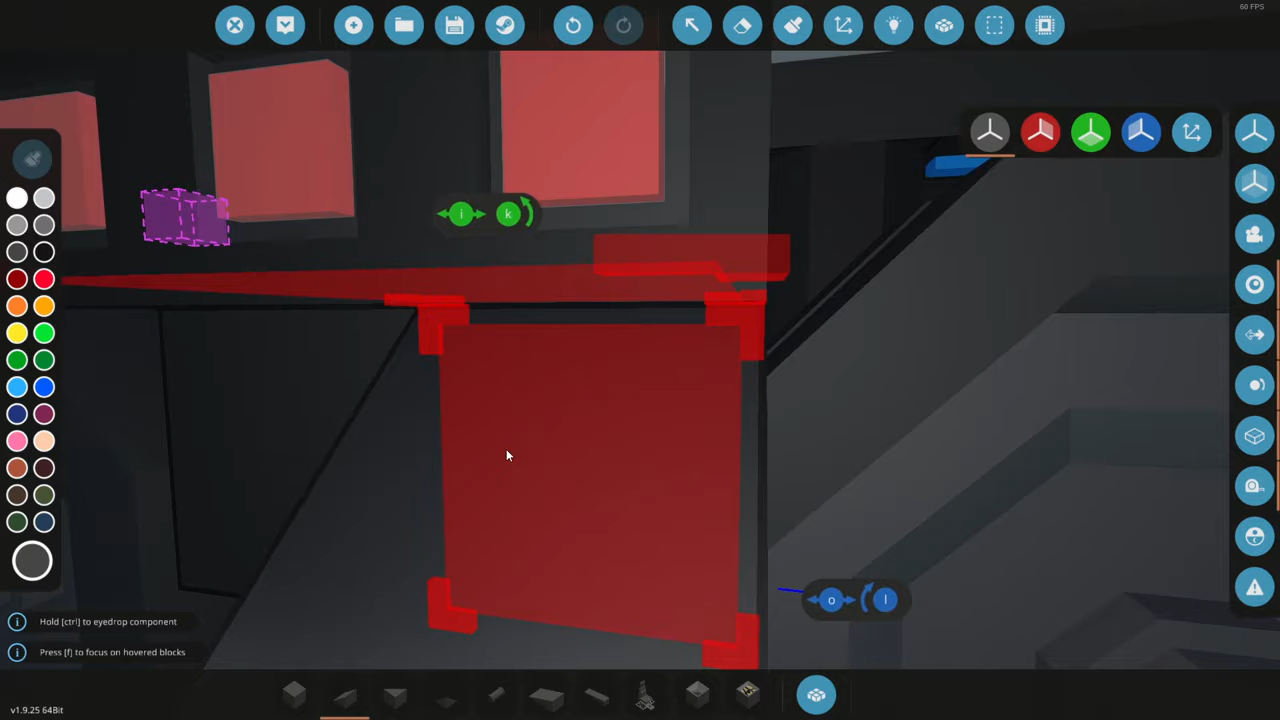 60 FPS
i k
o l
Hold [ctrl] to eyedrop component
Press [f] to focus on hovered blocks
v1.9.25 64Bit